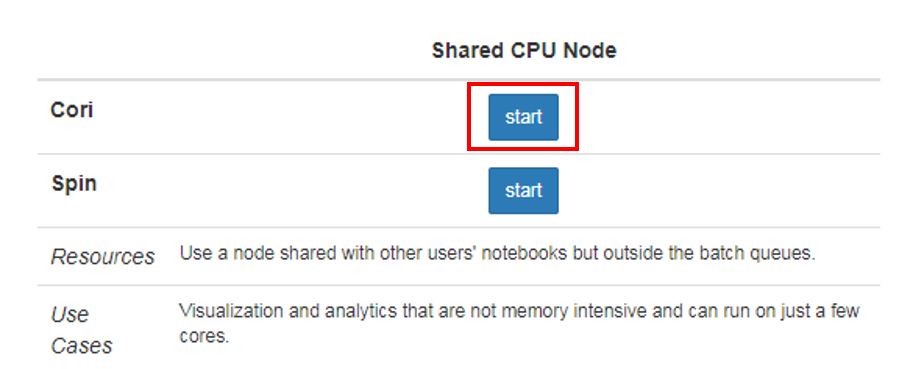 Shared CPU Node
Cori
start
Spin
start
Resources
Use a node shared with other users' notebooks but outside the batch queues.
Use
Cases
Visualization and analytics that are not memory intensive and can run on just a few
cores.